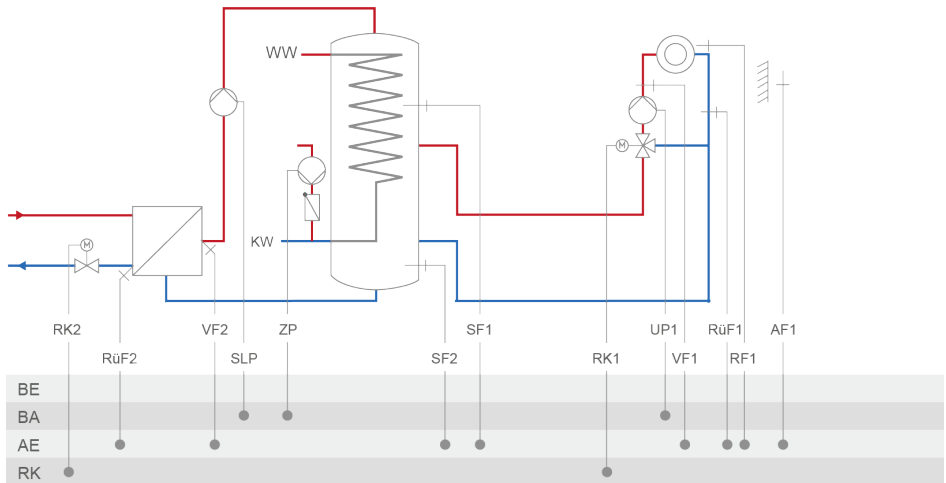 WW
M
KW
M
RK2
VF2
ZP
SF1
UP1
RüF1
AF1
RüF2
SLP
SF2
RK1
VF1
RF1
BE
BA
AE
RK